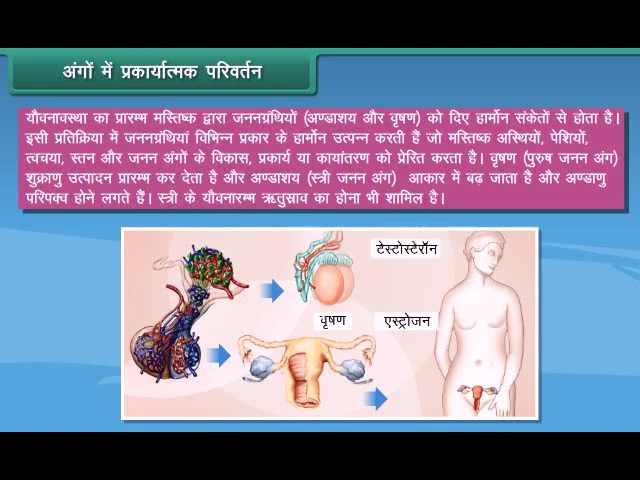 अंगों में प्रकार्यात्मक परिवर्तन
यौवनावस्था का प्रारम्भ मस्तिष्क द्वारा जननग्रंथियों (अण्डाशय और वृषण) को दिए हार्मोन संकेतों से होता है।
इसी प्रतिक्रिया में जननग्रंथियां विभिन्न प्रकार के हार्मोन उत्पन्न करती हैं जो मस्तिष्क अस्थियों, पेशियों,
त्वचया, स्तन और जनन अंगों के विकास, प्रकार्य या कायांतरण को प्रेरित करता है। वृषण (पुरुष जनन अंग)
शुक्राणु उत्पादन प्रारम्भ कर देता है और अण्डाशय (स्त्री जनन अंग) आकार में बढ़ जाता है और अण्डाणु
परिपक्व होने लगते हैं। स्त्री के यौवनारम्भ ऋतुस्राव का होना भी शामिल है।
टेस्टोस्टेरॉन
वृषण
एस्ट्रोजन